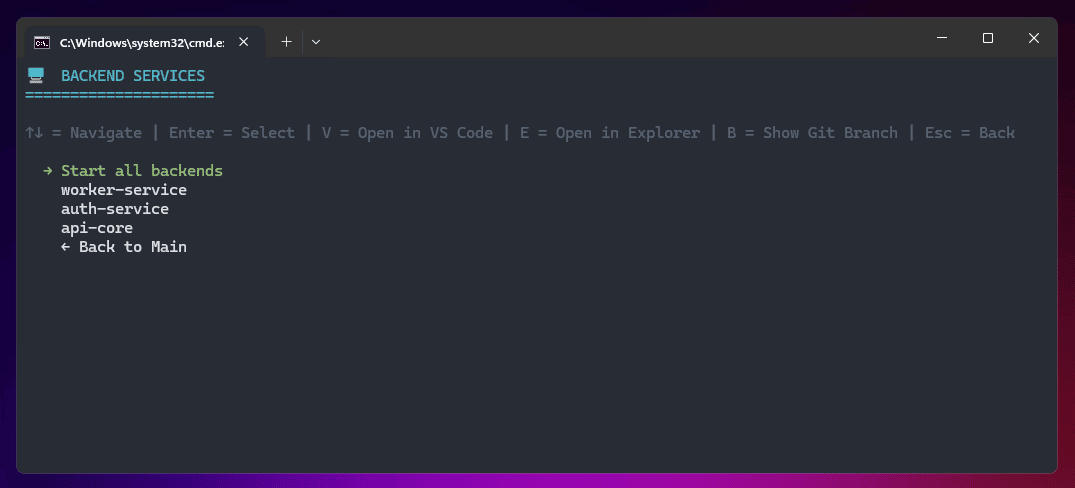 C:\Windows\system32\cmd.e
BACKEND SERVICES
=====================
↑↓ = Navigate | Enter = Select | V = Open in VS Code | E = Open in Explorer | B = Show Git Branch | Esc = Back
→ Start all backends
worker-service
auth-service
api-core
← Back to Main